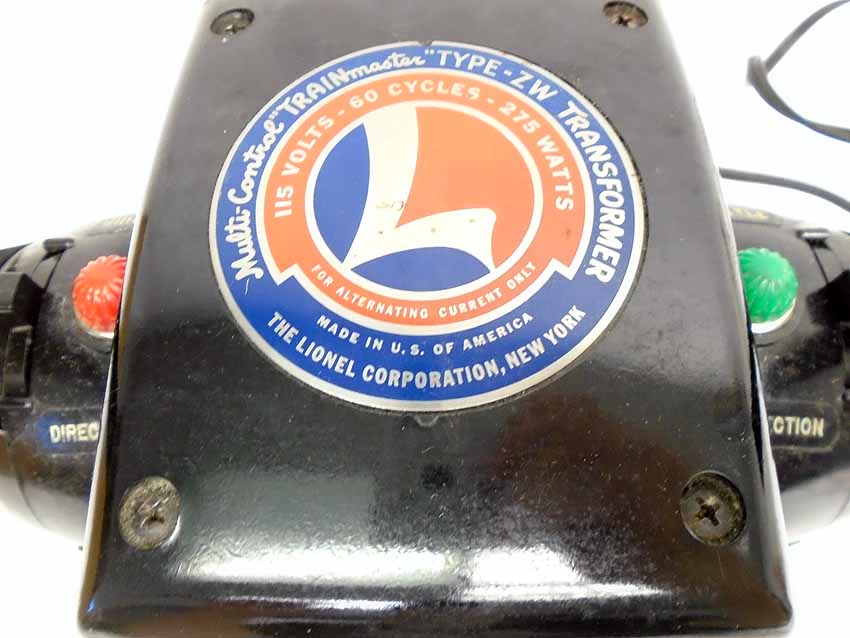 Multi-Control "TRAINmaster" TYPE-ZW TRANSFORMER
115 VOLTS - 60 CYCLES - 275 WATTS
FOR ALTERNATING CURRENT ONLY
MADE IN U.S. OF AMERICA
THE LIONEL CORPORATION, NEW YORK
DIREC
ECTION